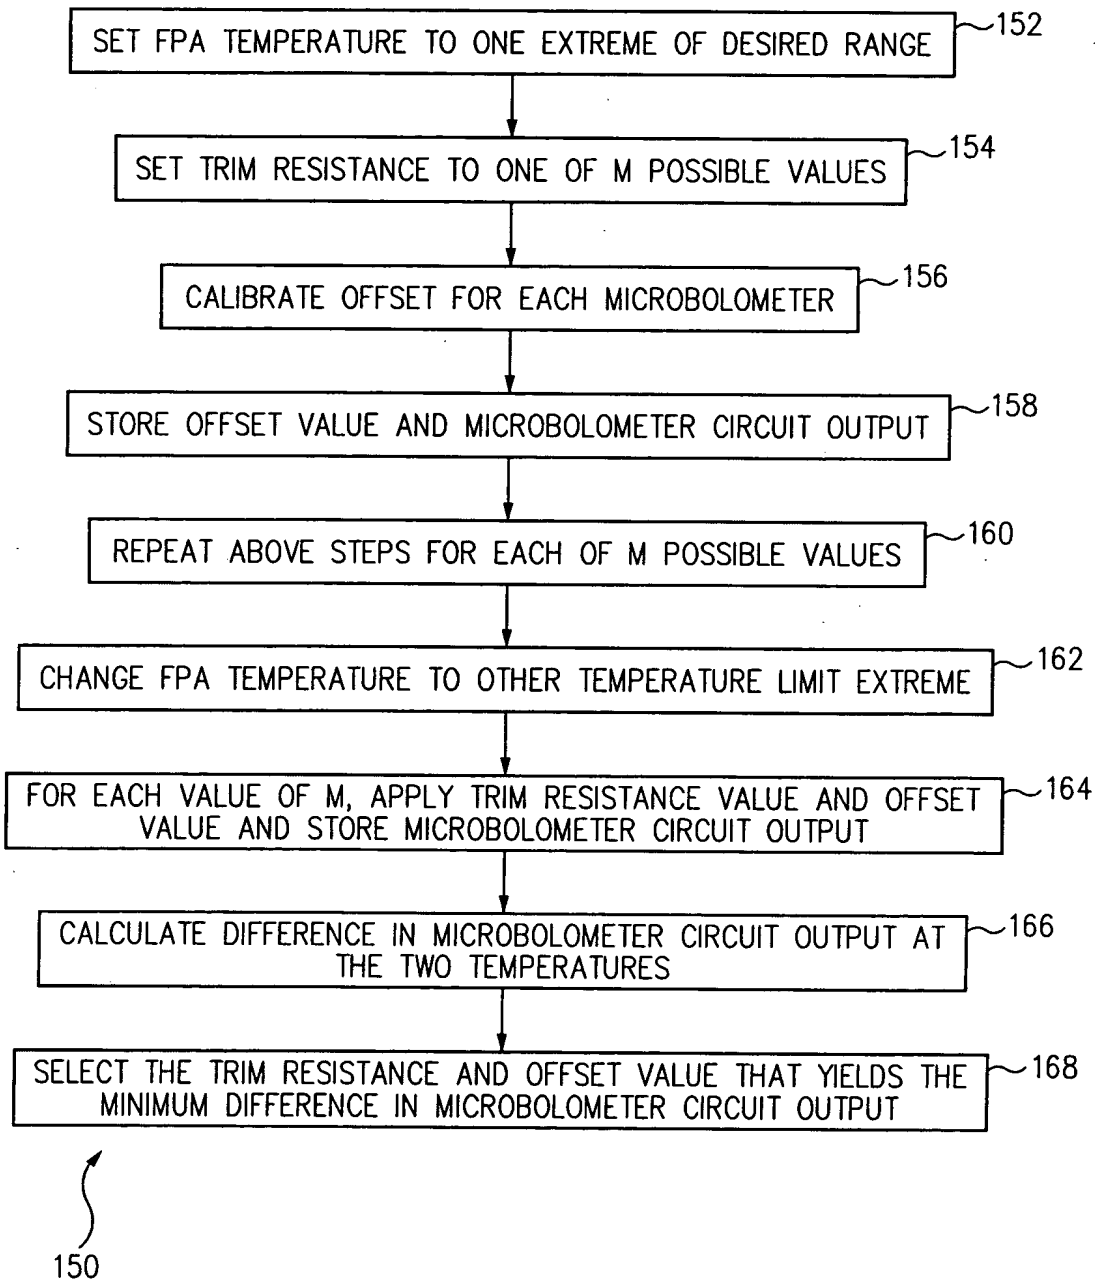 SET FPA TEMPERATURE TO ONE EXTREME OF DESIRED RANGE
152
SET TRIM RESISTANCE TO ONE OF M POSSIBLE VALUES
154
CALIBRATE OFFSET FOR EACH MICROBOLOMETER
156
STORE OFFSET VALUE AND MICROBOLOMETER CIRCUIT OUTPUT
158
REPEAT ABOVE STEPS FOR EACH OF M POSSIBLE VALUES
160
CHANGE FPA TEMPERATURE TO OTHER TEMPERATURE LIMIT EXTREME
162
FOR EACH VALUE OF M, APPLY TRIM RESISTANCE VALUE AND OFFSET
VALUE AND STORE MICROBOLOMETER CIRCUIT OUTPUT
164
CALCULATE DIFFERENCE IN MICROBOLOMETER CIRCUIT OUTPUT AT
THE TWO TEMPERATURES
166
SELECT THE TRIM RESISTANCE AND OFFSET VALUE THAT YIELDS THE
MINIMUM DIFFERENCE IN MICROBOLOMETER CIRCUIT OUTPUT
168
150